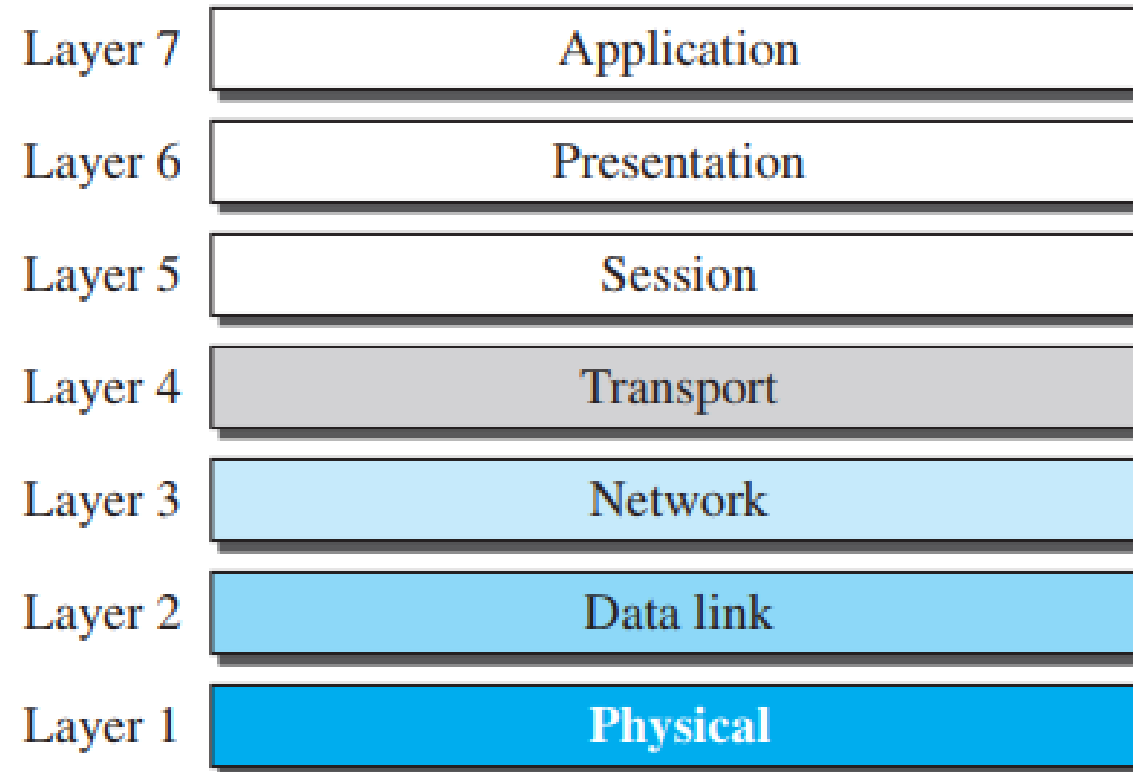 Layer 7 Application
Layer 6 Presentation
Layer 5 Session
Layer 4 Transport
Layer 3 Network
Layer 2 Data link
Layer 1 Physical